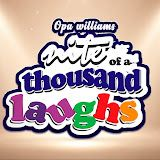 Opa williams
nite of a
thousand
laughs